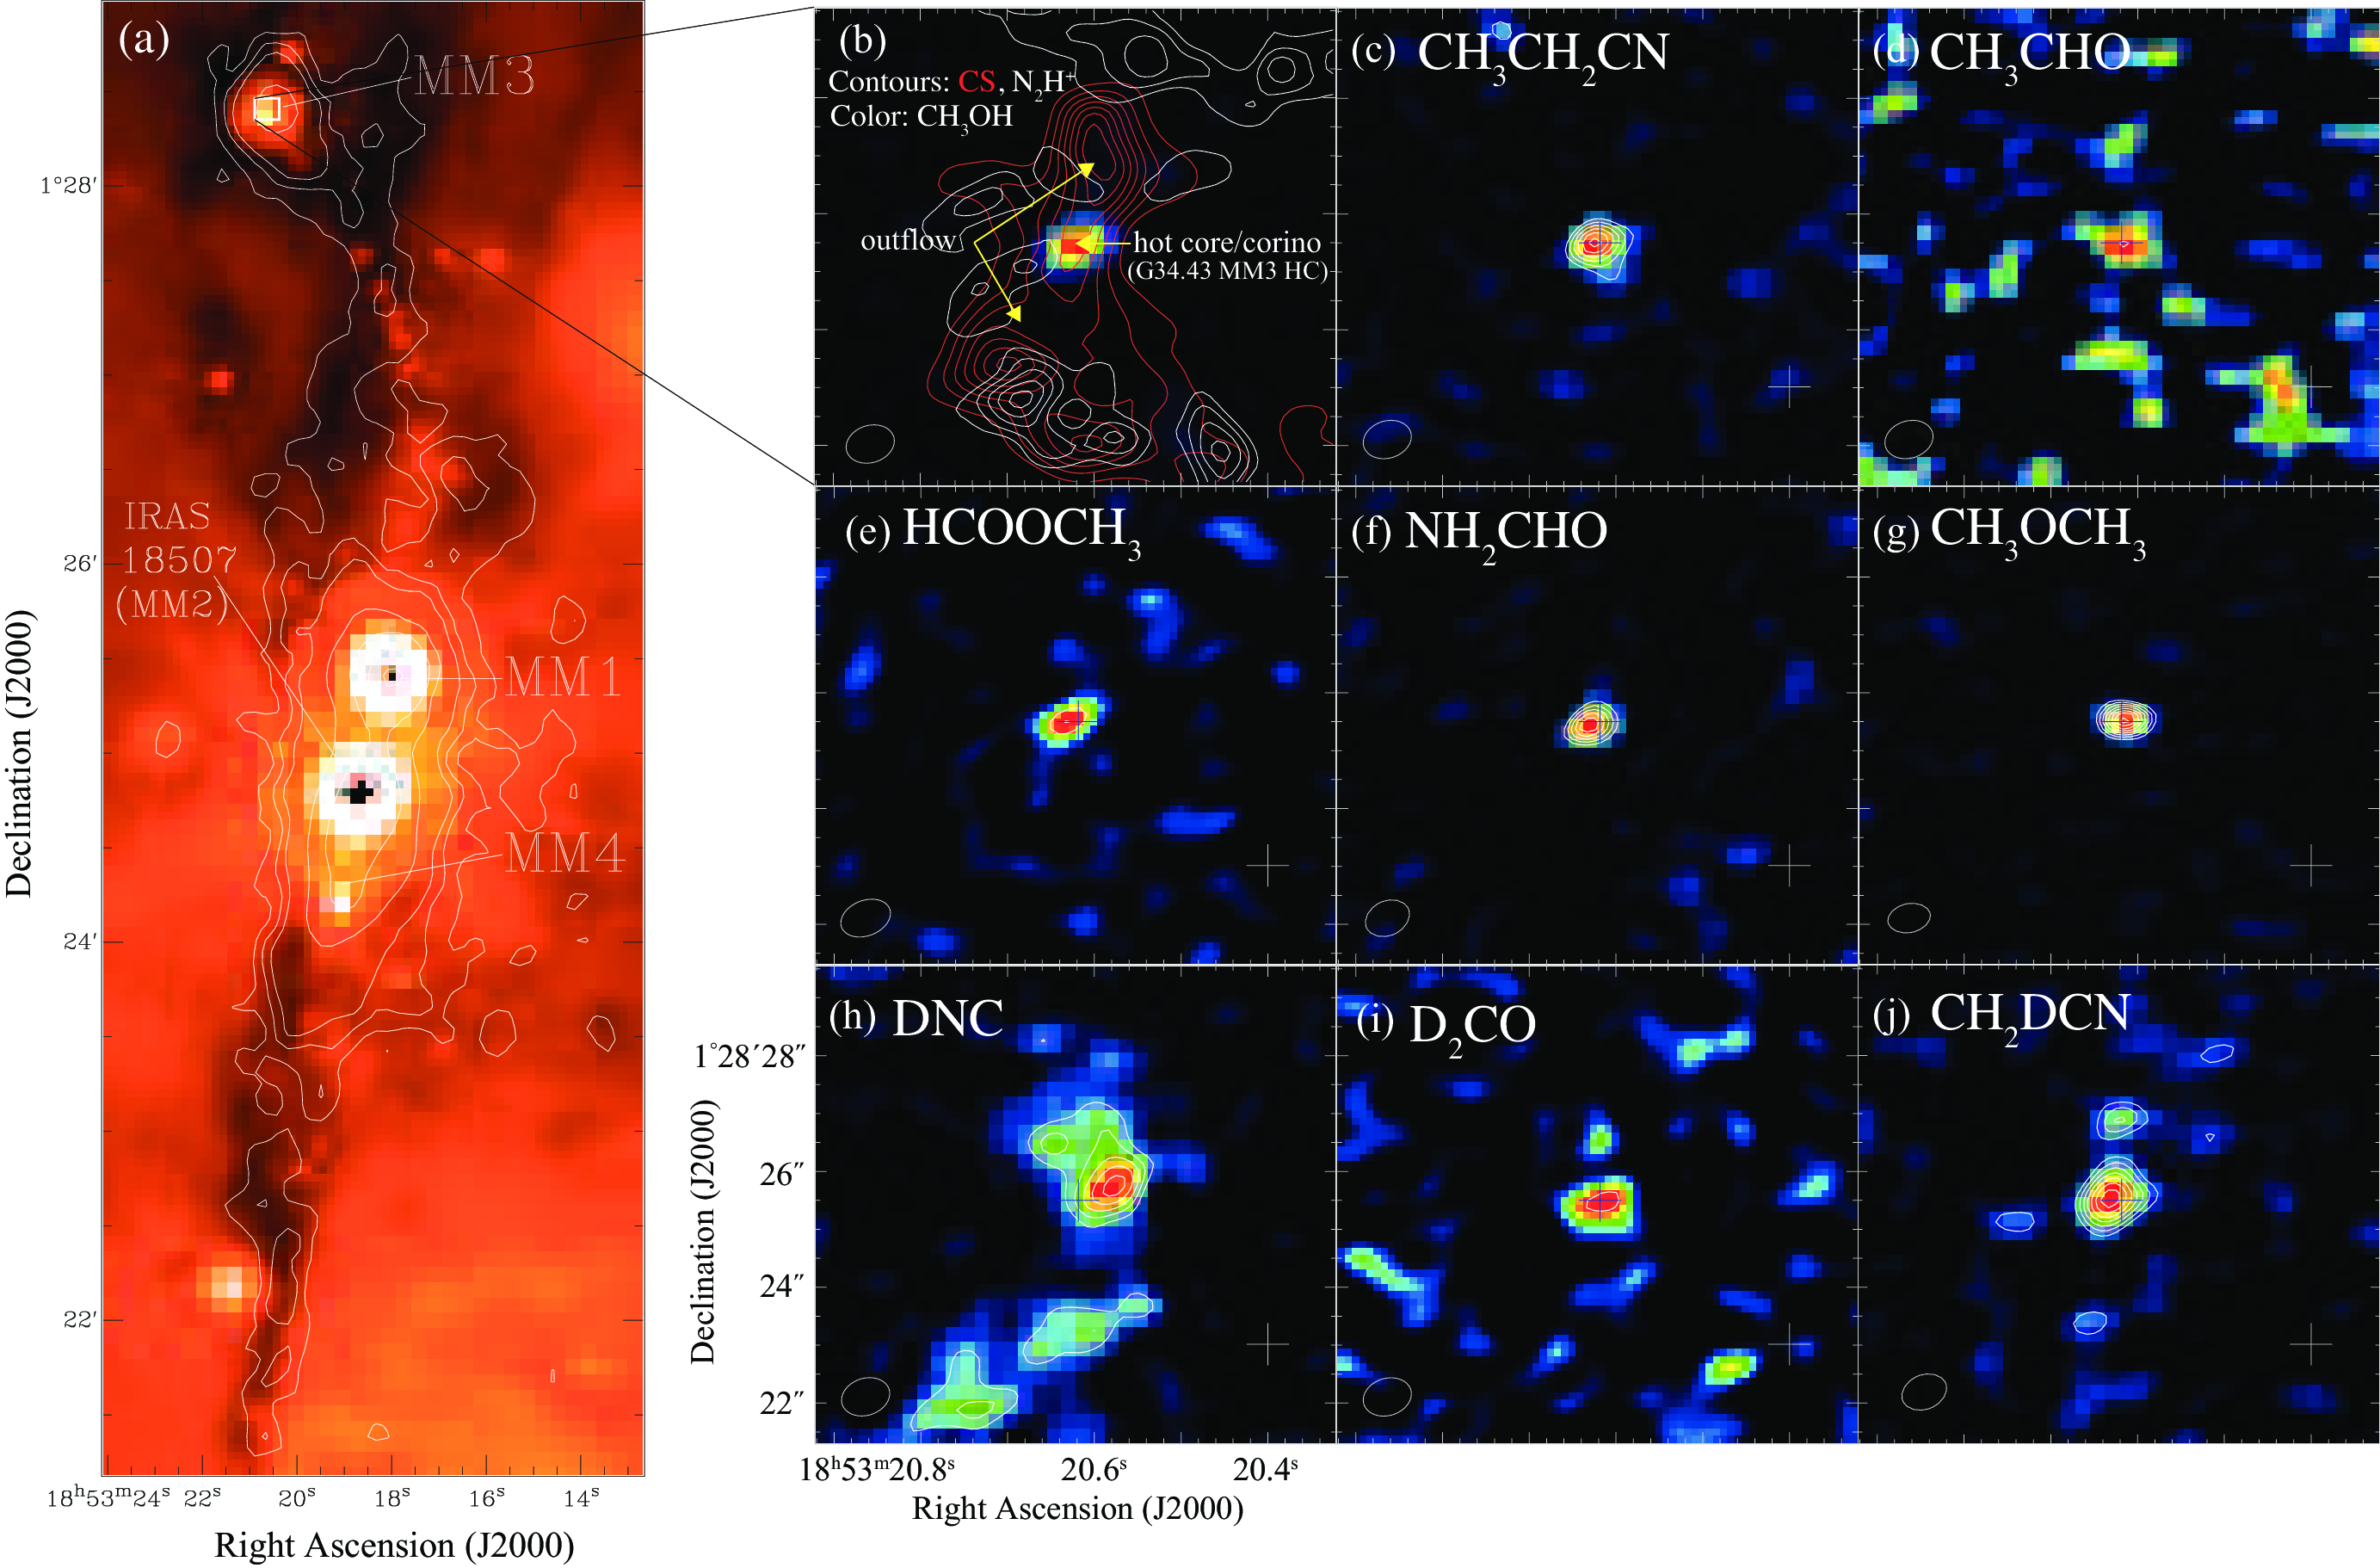 (a)
MM3
IRAS
18507
(MM2)
MM1
MM4
1°28′
26′
24′
22′
Declination (J2000)
18ʰ53ᵐ24ˢ 22ˢ 20ˢ 18ˢ 16ˢ 14ˢ
Right Ascension (J2000)
(b)
Contours: CS, N₂H⁺
Color: CH₃OH
outflow
hot core/corino
(G34.43 MM3 HC)
(c) CH₃CH₂CN
(d) CH₃CHO
(e) HCOOCH₃
(f) NH₂CHO
(g) CH₃OCH₃
(h) DNC
(i) D₂CO
(j) CH₂DCN
1°28′28″
26″
24″
22″
Declination (J2000)
18ʰ53ᵐ20.8ˢ 20.6ˢ 20.4ˢ
Right Ascension (J2000)